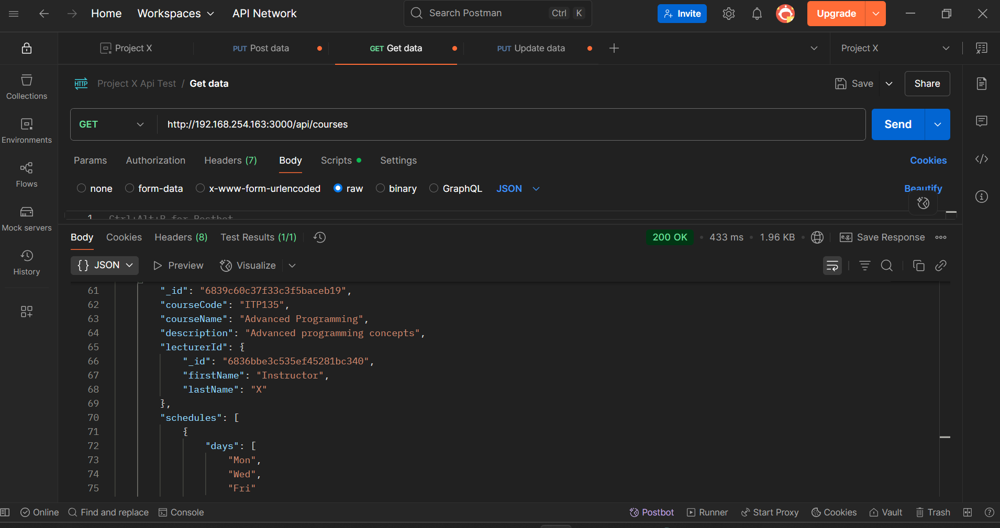 Home Workspaces API Network Search Postman Ctrl K Invite Upgrade
Project X PUT Post data GET Get data PUT Update data Project X
HTTP Project X Api Test / Get data Save Share
GET http://192.168.254.163:3000/api/courses Send
Params Authorization Headers (7) Body Scripts Settings Cookies
none form-data x-www-form-urlencoded raw binary GraphQL JSON Beautify
1 Ctrl+Alt+P for Postbot
Collections
Environments
Flows
Mock servers
History
Body Cookies Headers (8) Test Results (1/1) 200 OK • 433 ms • 1.96 KB • e.g. Save Response
{} JSON Preview Visualize
61 "_id": "6839c60c37f33c3f5baceb19",
62 "courseCode": "ITP135",
63 "courseName": "Advanced Programming",
64 "description": "Advanced programming concepts",
65 "lecturerId": {
66 "_id": "6836bbe3c535ef45281bc340",
67 "firstName": "Instructor",
68 "lastName": "X"
69 },
70 "schedules": [
71 {
72 "days": [
73 "Mon",
74 "Wed",
75 "Fri"
Online Find and replace Console Postbot Runner Start Proxy Cookies Vault Trash